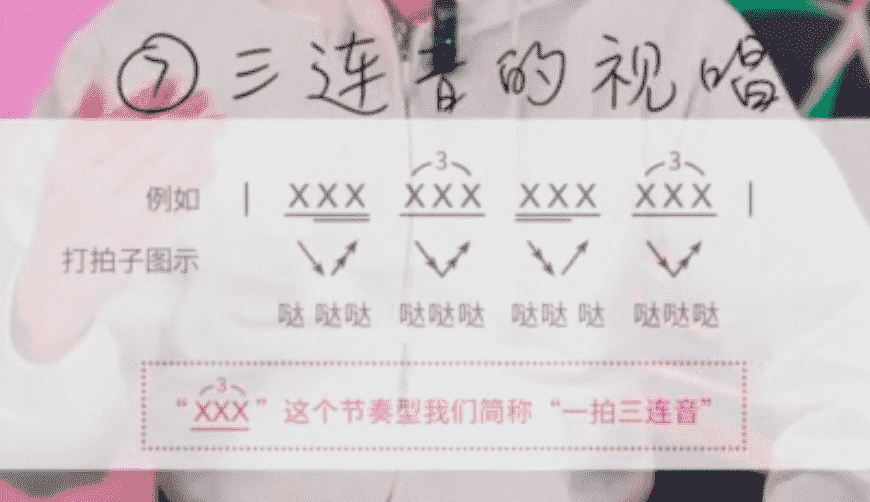 ⑦三连音的视唱
3 3
例如 | XXX XXX XXX XXX |
打拍子图示
哒 哒哒 哒哒哒 哒哒 哒 哒哒哒
3
“XXX”这个节奏型我们简称“一拍三连音”